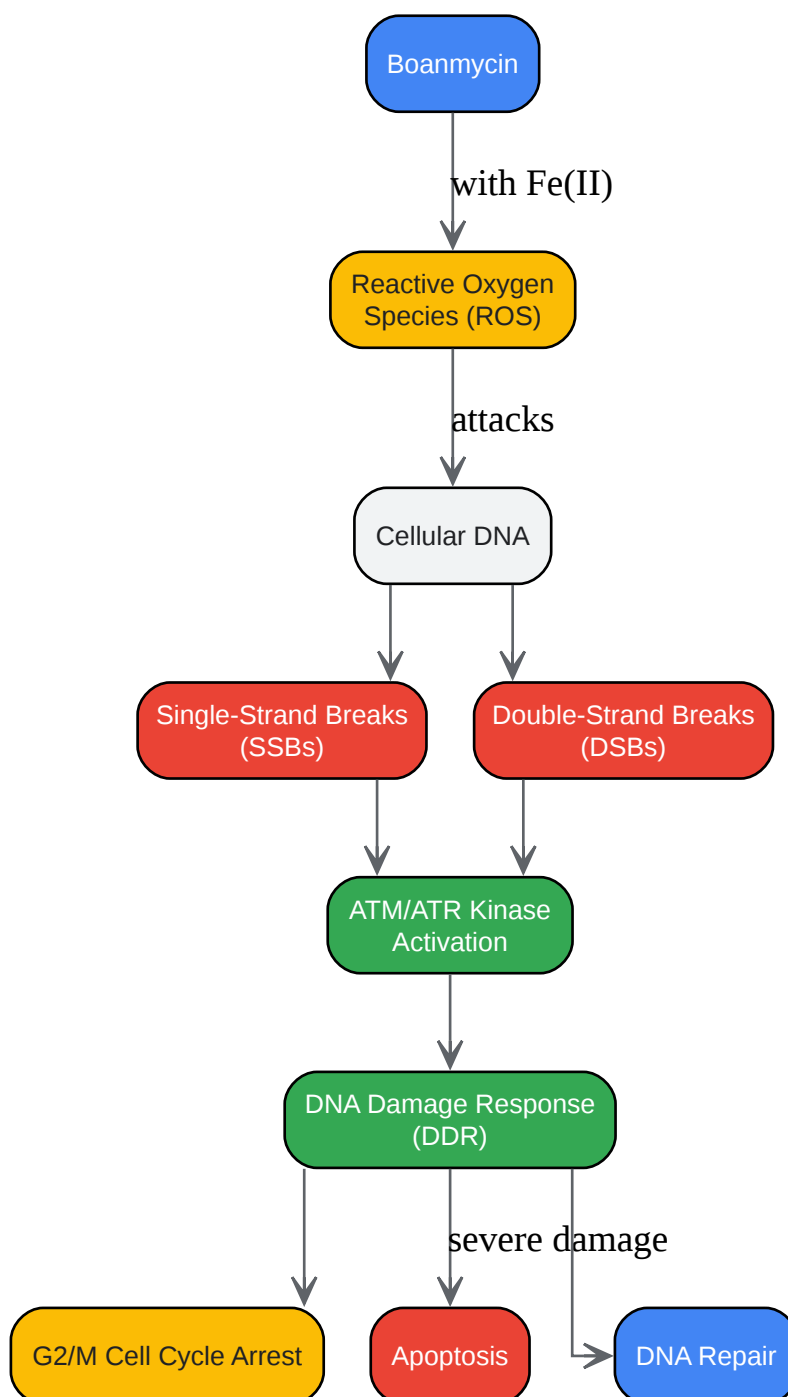 Boanmycin
with Fe(II)
Reactive Oxygen
Species (ROS)
attacks
Cellular DNA
Single-Strand Breaks
(SSBs)
Double-Strand Breaks
(DSBs)
ATM/ATR Kinase
Activation
DNA Damage Response
(DDR)
severe damage
G2/M Cell Cycle Arrest
Apoptosis
DNA Repair